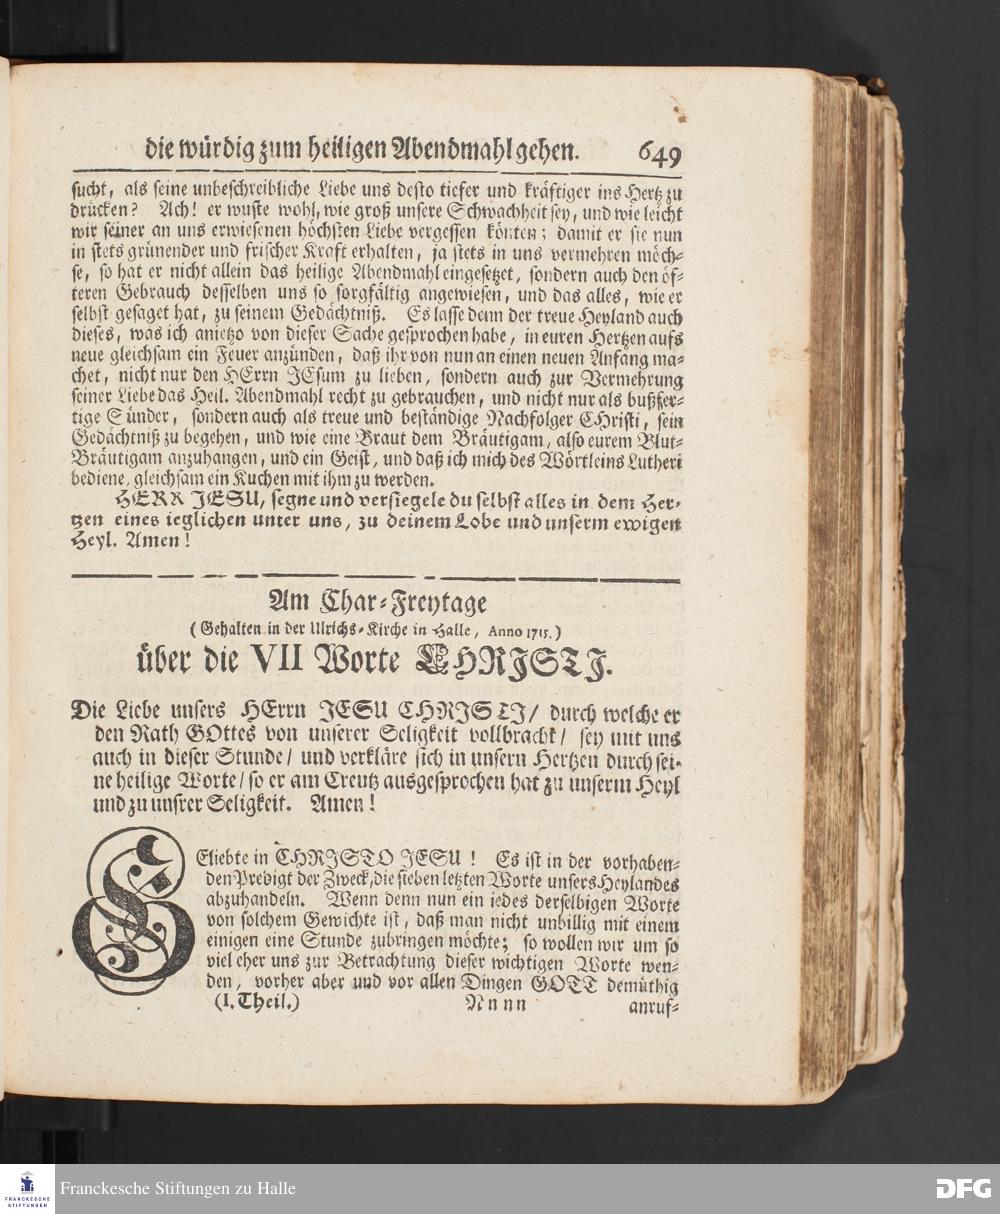 die würdig zum heiligen Abendmahl gehen. 649
sucht, als seine unbeschreibliche Liebe uns desto tiefer und kräftiger ins Hertz zu
drücken? Ach! er wuste wohl, wie groß unsere Schwachheit sey, und wie leicht
wir seiner an uns erwiesenen höchsten Liebe vergessen könten; damit er sie nun
in stets grünender und frischer Kraft erhalten, ja stets in uns vermehren möch-
se, so hat er nicht allein das heilige Abendmahl eingesetzet, sondern auch den öf-
teren Gebrauch desselben uns so sorgfältig angewiesen, und das alles, wie er
selbst gesaget hat, zu seinem Gedächtniß. Es lasse denn der treue Heyland auch
dieses, was ich anietzo von dieser Sache gesprochen habe, in euren Hertzen aufs
neue gleichsam ein Feuer anzünden, daß ihr von nun an einen neuen Anfang ma-
chet, nicht nur den HErrn JEsum zu lieben, sondern auch zur Vermehrung
seiner Liebe das Heil. Abendmahl recht zu gebrauchen, und nicht nur als bußfer-
tige Sünder, sondern auch als treue und beständige Nachfolger CHristi, sein
Gedächtniß zu begehen, und wie eine Braut dem Bräutigam, also eurem Blut-
Bräutigam anzuhangen, und ein Geist, und daß ich mich des Wörtleins Lutheri
bediene, gleichsam ein Kuchen mit ihm zu werden.
HERR JESU, segne und versiegele du selbst alles in dem Her-
tzen eines ieglichen unter uns, zu deinem Lobe und unserm ewigen
Heyl. Amen!
Am Char-Freytage
(Gehalten in der Ulrichs-Kirche in Halle, Anno 1715.)
über die VII Worte CHRISTJ.
Die Liebe unsers HErrn JESU CHRISTJ/ durch welche er
den Rath GOttes von unserer Seligkeit vollbracht/ sey mit uns
auch in dieser Stunde/ und verkläre sich in unsern Hertzen durch sei-
ne heilige Worte/ so er am Creutz ausgesprochen hat zu unserm Heyl
und zu unsrer Seligkeit. Amen!
GEliebte in CHRISTO JESU! Es ist in der vorhaben-
den Predigt der Zweck, die sieben letzten Worte unsers Heylandes
abzuhandeln. Wenn denn nun ein iedes derselbigen Worte
von solchem Gewichte ist, daß man nicht unbillig mit einem
einigen eine Stunde zubringen möchte; so wollen wir um so
viel eher uns zur Betrachtung dieser wichtigen Worte wen-
den, vorher aber und vor allen Dingen GOTT demüthig
(I. Theil.) Nnnn anruf-
FRANCKESCHE
STIFTUNGEN
Franckesche Stiftungen zu Halle
DFG